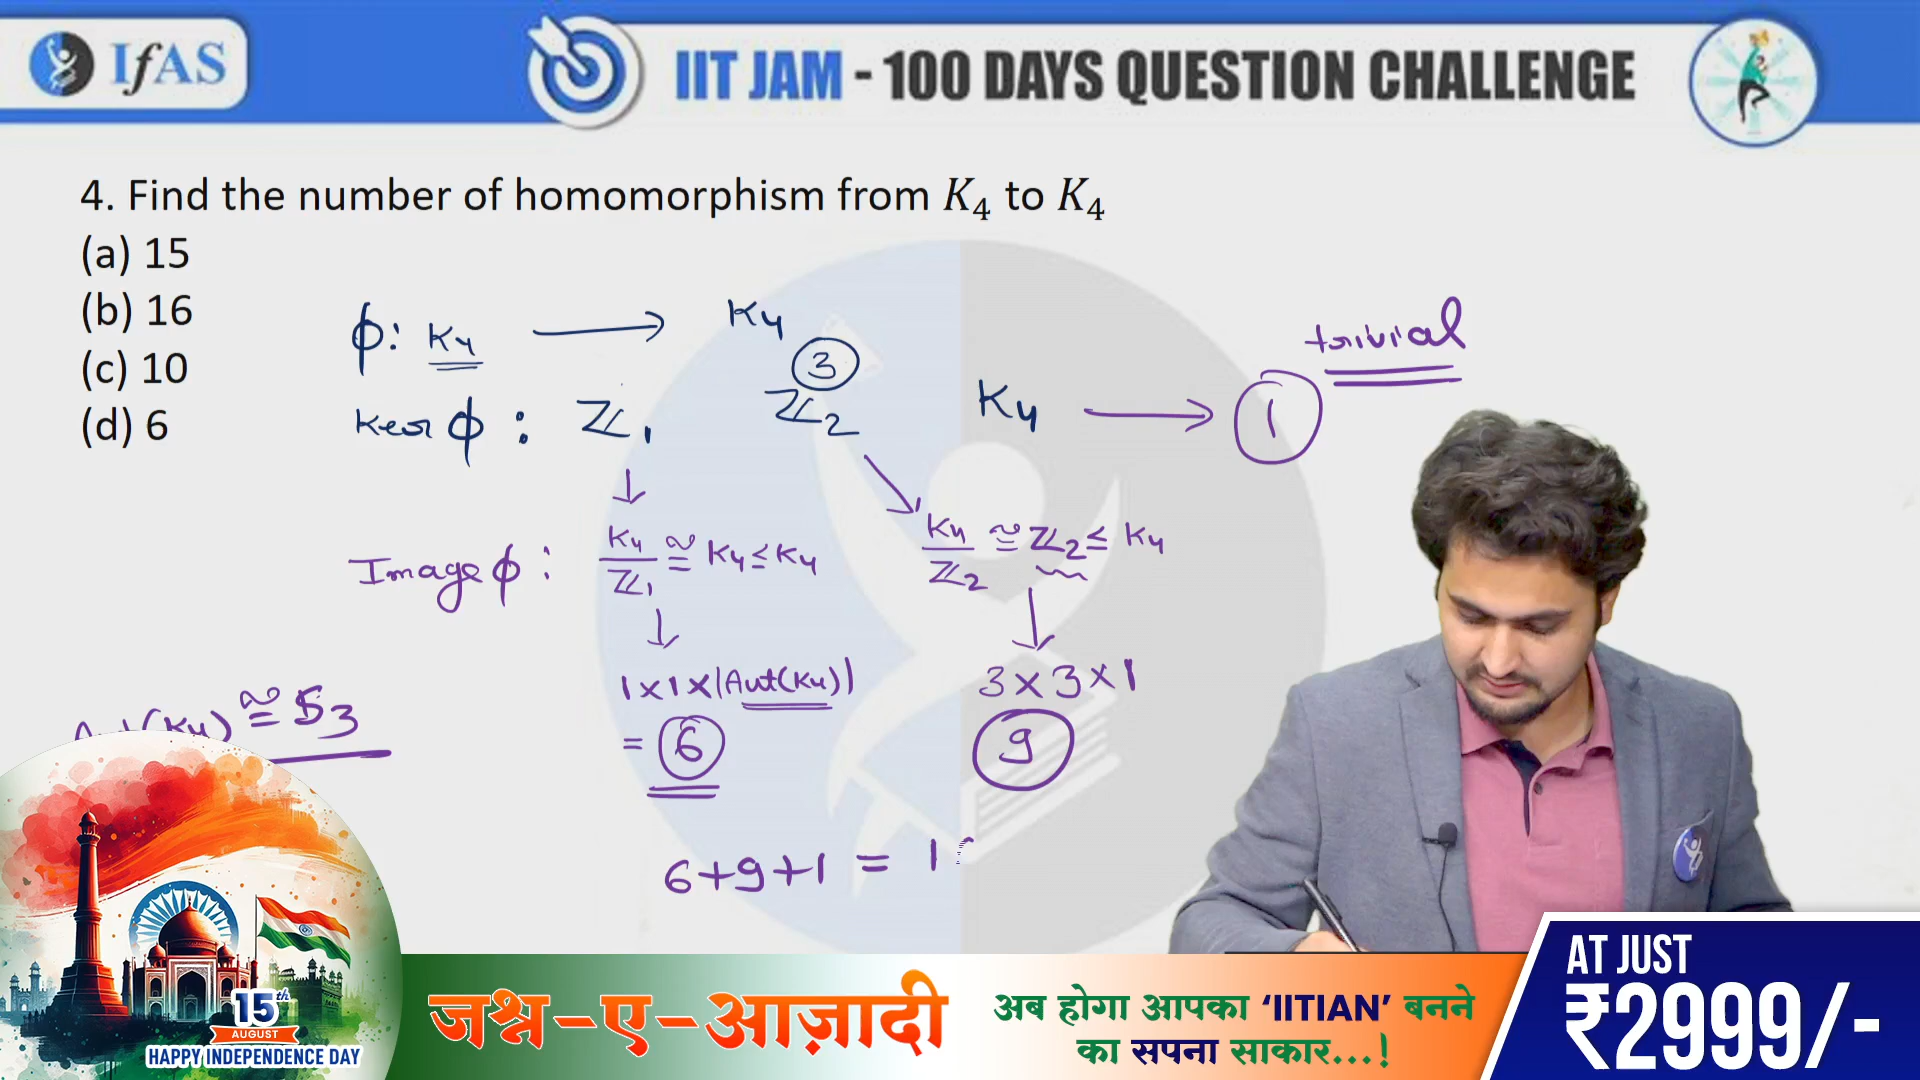 IfAS
IIT JAM - 100 DAYS QUESTION CHALLENGE
4. Find the number of homomorphism from K₄ to K₄
(a) 15
(b) 16
(c) 10
(d) 6
ϕ: K₄ ⟶ K₄
trivial
Ker ϕ : ℤ₁ ③ ℤ₂ K₄ ⟶ ①
↓ ↘
Image ϕ : K₄/ℤ₁ ≅ K₄ ≤ K₄ K₄/ℤ₂ ≅ ℤ₂ ≤ K₄
↓ ↓
1×1×|Aut(K₄)| 3×3×1
= ⑥ ⑨
(K₄) ≅ S₃
6+9+1 = 1
15th
AUGUST
HAPPY INDEPENDENCE DAY
जश्न-ए-आज़ादी
अब होगा आपका 'IITIAN' बनने
का सपना साकार...!
AT JUST
₹2999/-